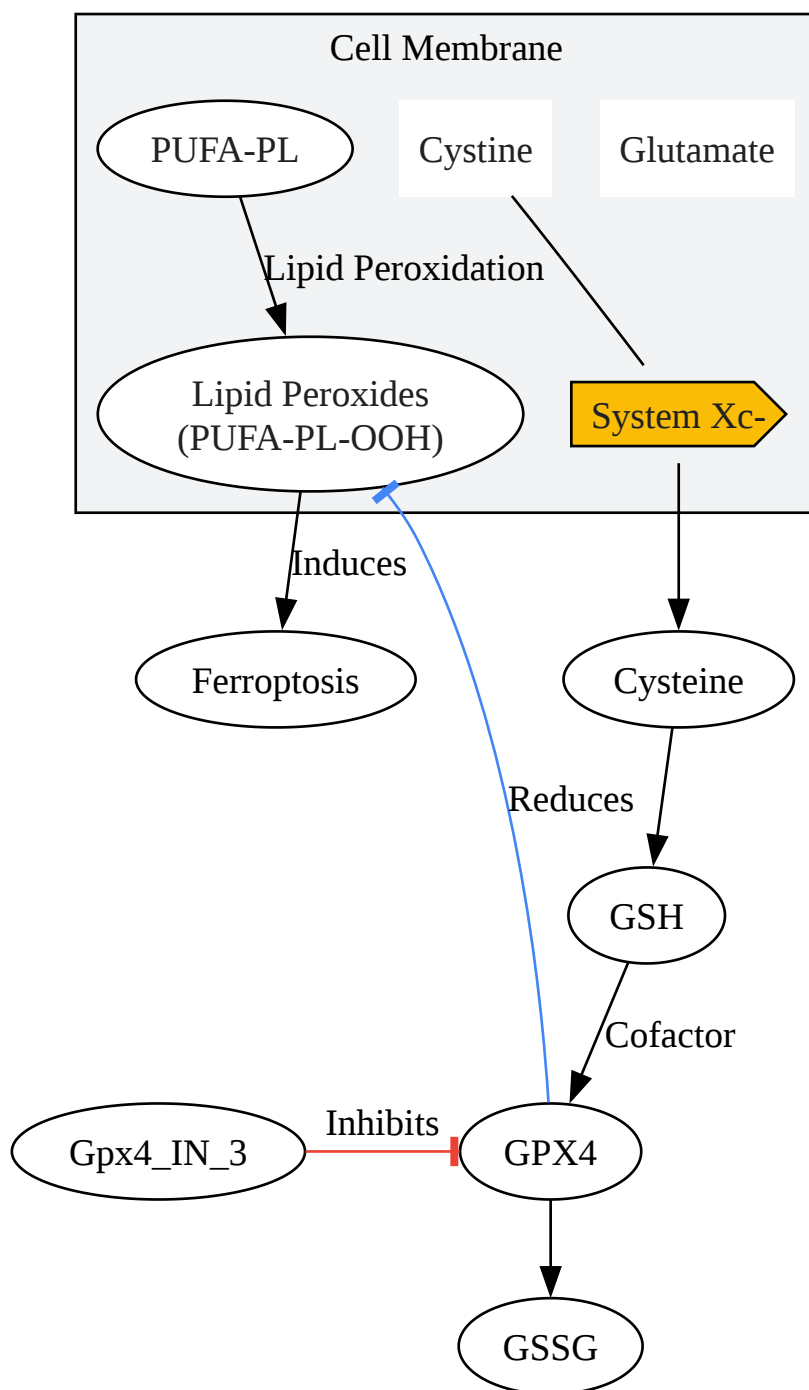 Cell Membrane
PUFA-PL
Cystine
Glutamate
Lipid Peroxidation
Lipid Peroxides
(PUFA-PL-OOH)
System Xc-
Induces
Ferroptosis
Cysteine
Reduces
GSH
Cofactor
Inhibits
Gpx4_IN_3
GPX4
GSSG